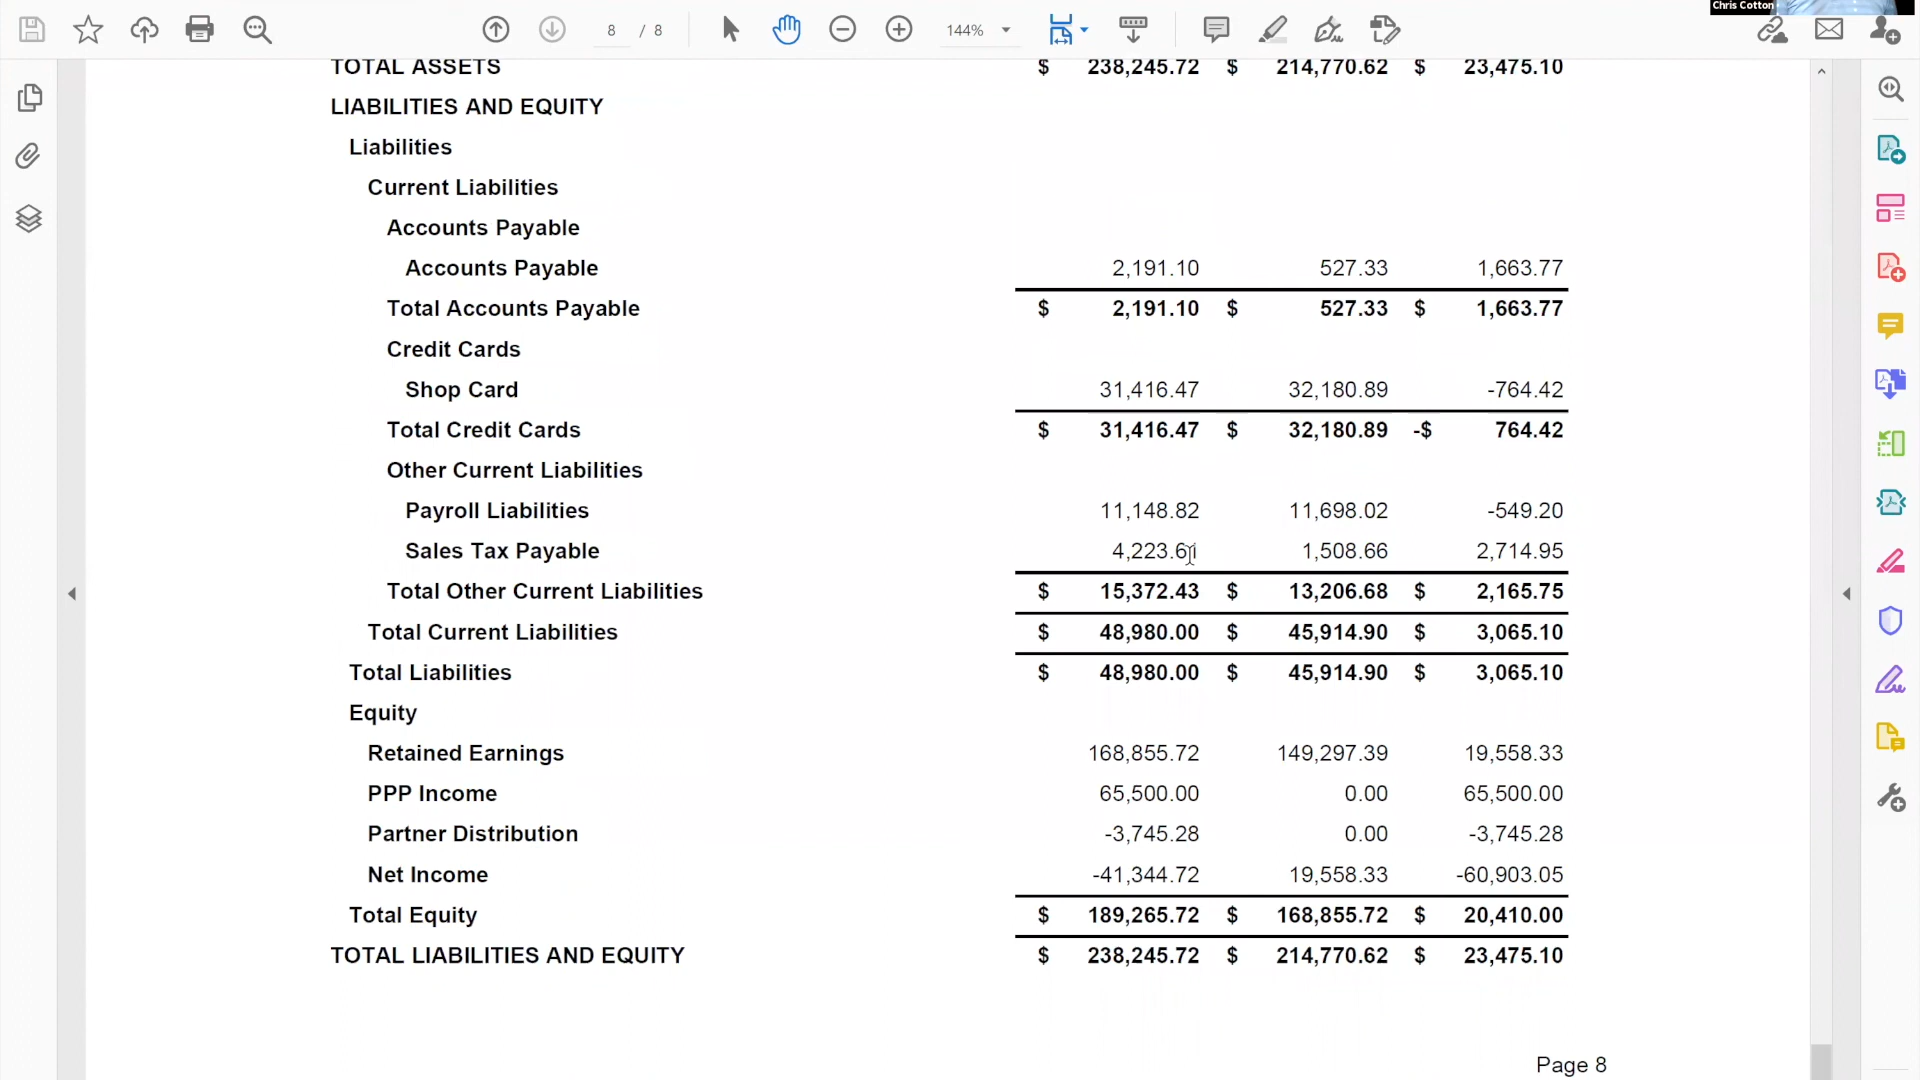 Chris Cotton
8 / 8
144%
TOTAL ASSETS $ 238,245.72 $ 214,770.62 $ 23,475.10
LIABILITIES AND EQUITY
Liabilities
Current Liabilities
Accounts Payable
Accounts Payable 2,191.10 527.33 1,663.77
Total Accounts Payable $ 2,191.10 $ 527.33 $ 1,663.77
Credit Cards
Shop Card 31,416.47 32,180.89 -764.42
Total Credit Cards $ 31,416.47 $ 32,180.89 -$ 764.42
Other Current Liabilities
Payroll Liabilities 11,148.82 11,698.02 -549.20
Sales Tax Payable 4,223.61 1,508.66 2,714.95
Total Other Current Liabilities $ 15,372.43 $ 13,206.68 $ 2,165.75
Total Current Liabilities $ 48,980.00 $ 45,914.90 $ 3,065.10
Total Liabilities $ 48,980.00 $ 45,914.90 $ 3,065.10
Equity
Retained Earnings 168,855.72 149,297.39 19,558.33
PPP Income 65,500.00 0.00 65,500.00
Partner Distribution -3,745.28 0.00 -3,745.28
Net Income -41,344.72 19,558.33 -60,903.05
Total Equity $ 189,265.72 $ 168,855.72 $ 20,410.00
TOTAL LIABILITIES AND EQUITY $ 238,245.72 $ 214,770.62 $ 23,475.10
Page 8